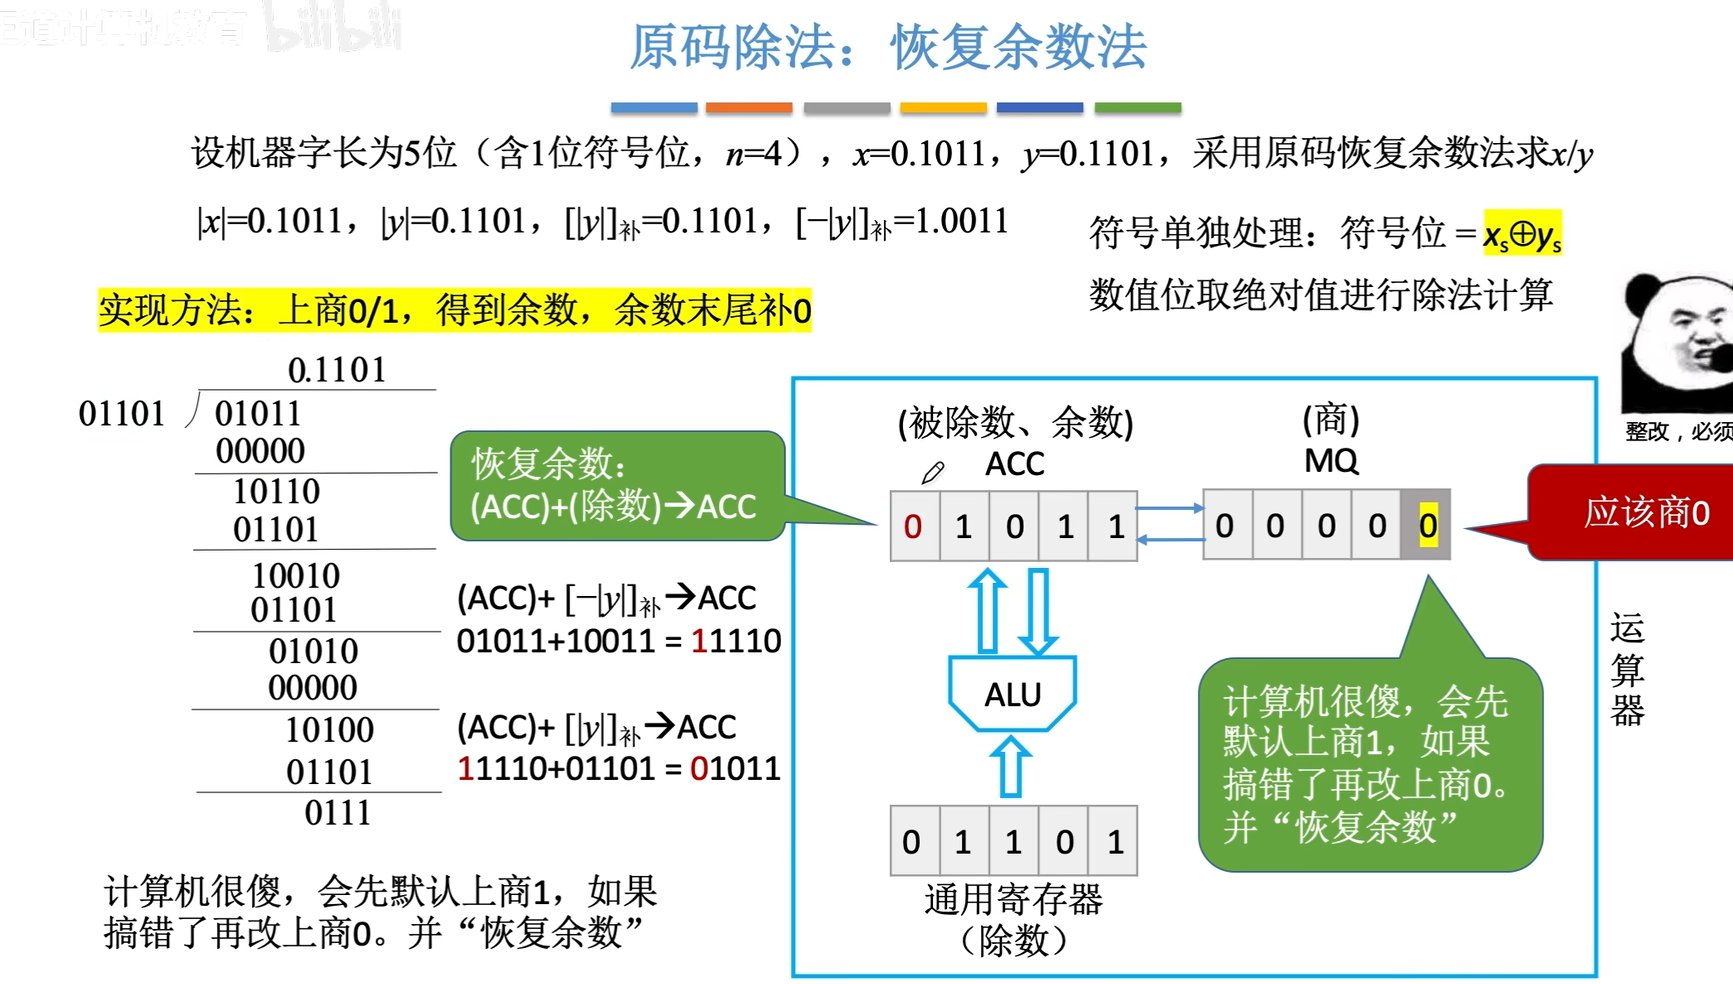 王道计算机教育 bilibili
原码除法：恢复余数法
设机器字长为5位（含1位符号位，n=4），x=0.1011，y=0.1101，采用原码恢复余数法求x/y
|x|=0.1011，|y|=0.1101，[|y|]补=0.1101，[−|y|]补=1.0011
符号单独处理：符号位 = xs⊕ys
数值位取绝对值进行除法计算
实现方法：上商0/1，得到余数，余数末尾补0
0.1101
01101 01011
00000
10110
01101
10010
01101
01010
00000
10100
01101
0111
恢复余数：
(ACC)+(除数)→ACC
(ACC)+ [−|y|]补→ACC
01011+10011 = 11110
(ACC)+ [|y|]补→ACC
11110+01101 = 01011
计算机很傻，会先默认上商1，如果
搞错了再改上商0。并“恢复余数”
(被除数、余数)
ACC
0 1 0 1 1
(商)
MQ
0 0 0 0 0
应该商0
ALU
0 1 1 0 1
通用寄存器
（除数）
计算机很傻，会先
默认上商1，如果
搞错了再改上商0。
并“恢复余数”
运
算
器
整改，必须